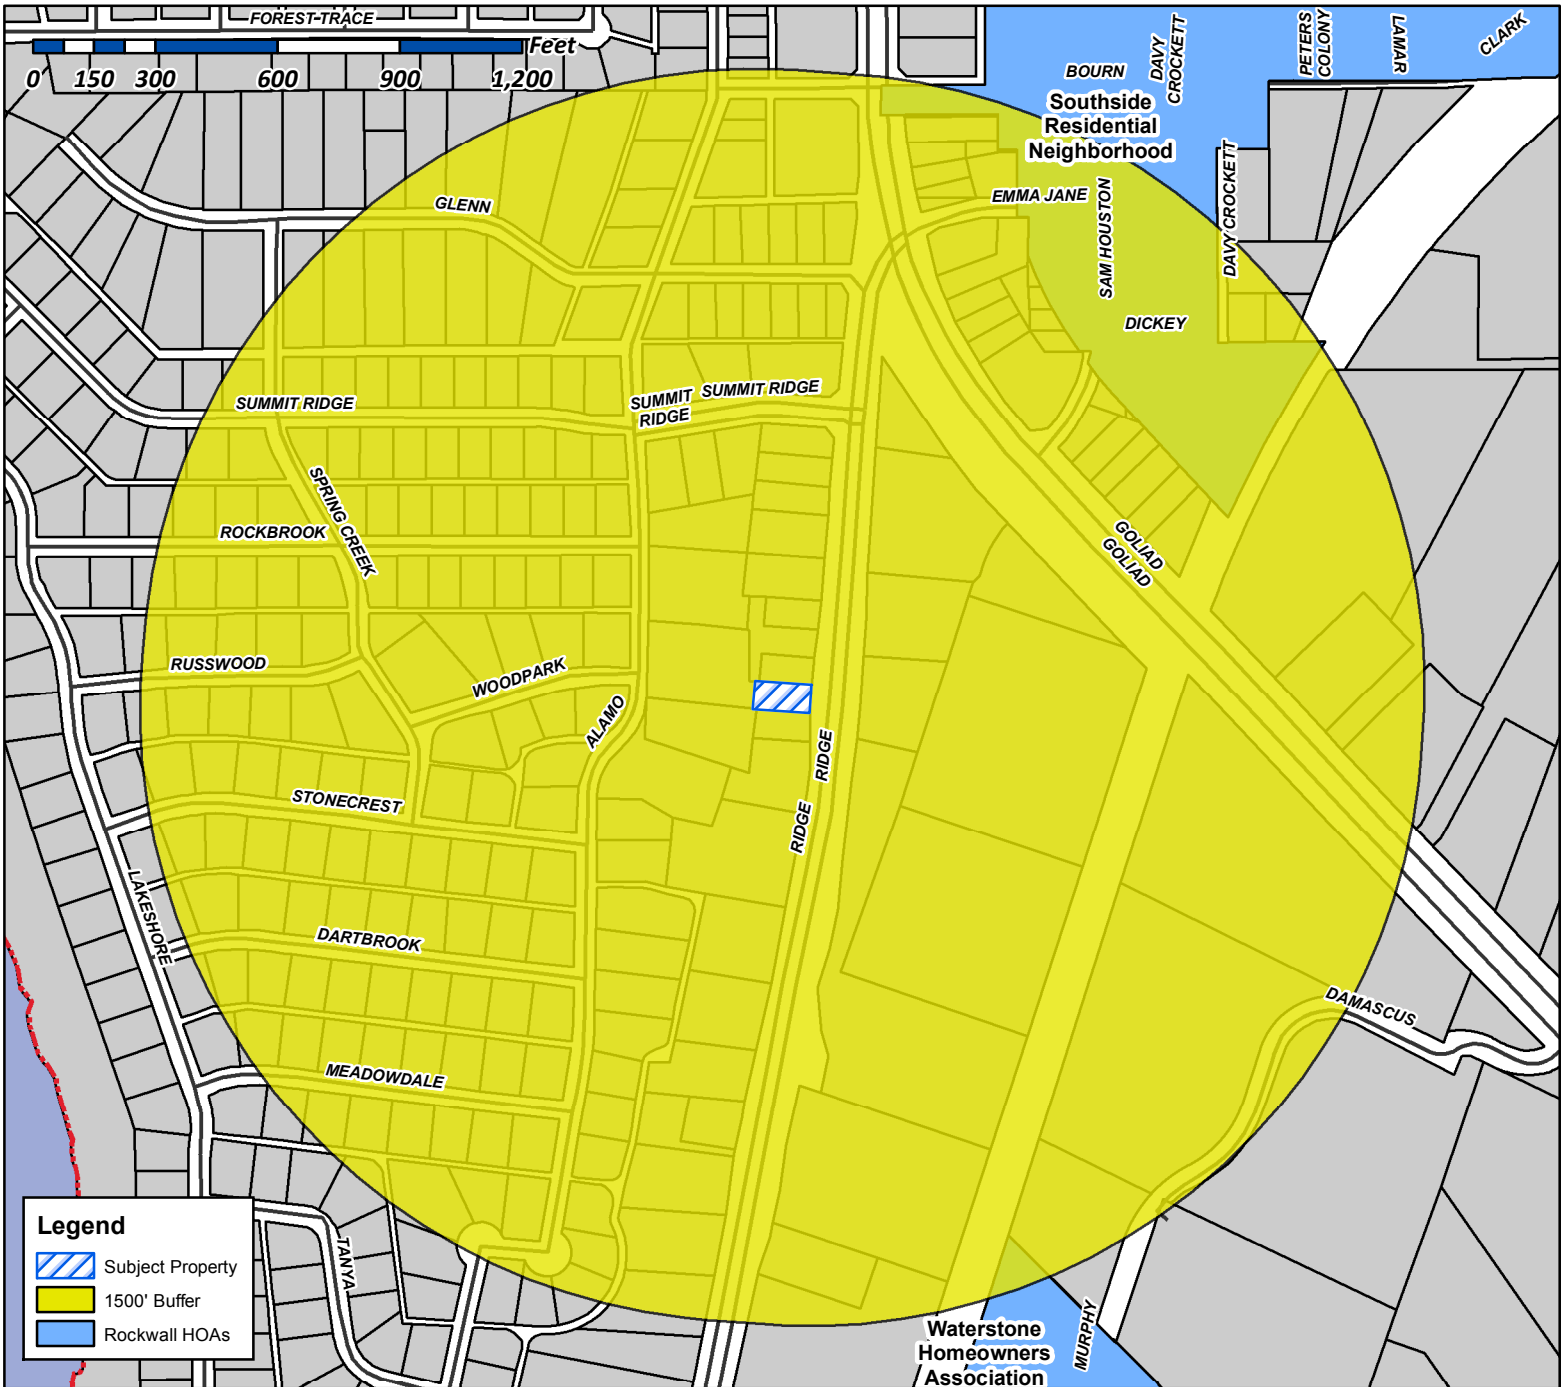 FOREST TRACE
Feet
0 150 300 600 900 1,200
BOURN
DAVY
CROCKETT
PETERS
COLONY
LAMAR
CLARK
Southside
Residential
Neighborhood
DAVY CROCKETT
EMMA JANE
SAM HOUSTON
DICKEY
GLENN
SUMMIT RIDGE
SUMMIT
RIDGE
SUMMIT RIDGE
SPRING CREEK
ROCKBROOK
GOLIAD
GOLIAD
RUSSWOOD
WOODPARK
ALAMO
RIDGE
RIDGE
STONECREST
LAKESHORE
DARTBROOK
DAMASCUS
MEADOWDALE
TANYA
MURPHY
Waterstone
Homeowners
Association
Legend
Subject Property
1500' Buffer
Rockwall HOAs